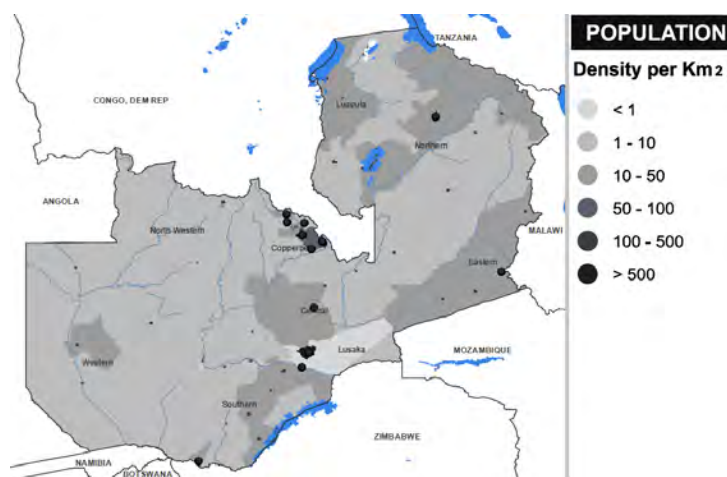 TANZANIA
CONGO, DEM REP
Luapula
Northern
ANGOLA
North-Western
MALAWI
Copperbelt
Eastern
Central
Lusaka
MOZAMBIQUE
Western
Southern
ZIMBABWE
NAMIBIA
BOTSWANA
POPULATION
Density per Km2
< 1
1 - 10
10 - 50
50 - 100
100 - 500
> 500